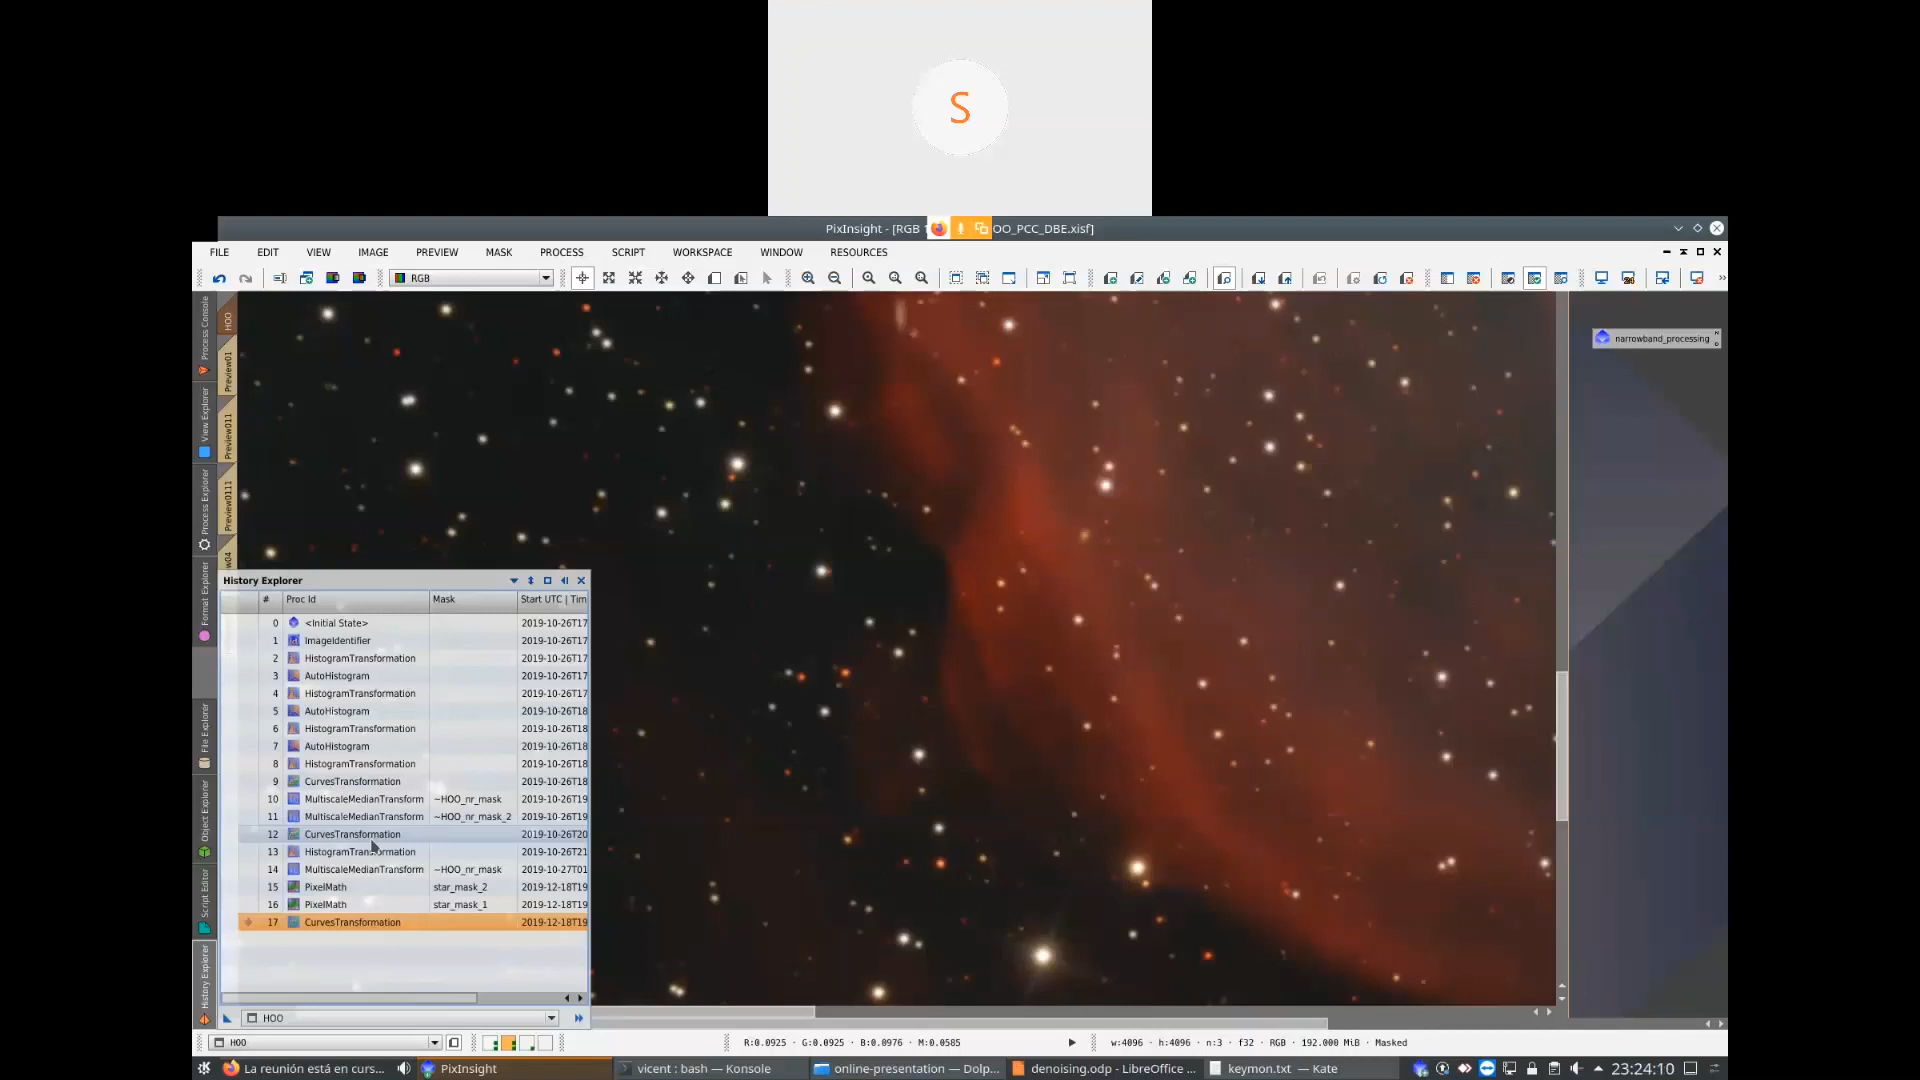 S
PixInsight - [RGB OO_PCC_DBE.xisf]
FILE EDIT VIEW IMAGE PREVIEW MASK PROCESS SCRIPT WORKSPACE WINDOW RESOURCES
RGB
Process Console
View Explorer
Process Explorer
Format Explorer
File Explorer
Object Explorer
Script Editor
History Explorer
HOO
Preview01
Preview011
Preview0111
w04
narrowband_processing
History Explorer
# Proc Id Mask Start UTC | Tim
0 <Initial State> 2019-10-26T17
1 ImageIdentifier 2019-10-26T17
2 HistogramTransformation 2019-10-26T17
3 AutoHistogram 2019-10-26T17
4 HistogramTransformation 2019-10-26T17
5 AutoHistogram 2019-10-26T18
6 HistogramTransformation 2019-10-26T18
7 AutoHistogram 2019-10-26T18
8 HistogramTransformation 2019-10-26T18
9 CurvesTransformation 2019-10-26T18
10 MultiscaleMedianTransform ~HOO_nr_mask 2019-10-26T19
11 MultiscaleMedianTransform ~HOO_nr_mask_2 2019-10-26T19
12 CurvesTransformation 2019-10-26T20
13 HistogramTransformation 2019-10-26T21
14 MultiscaleMedianTransform ~HOO_nr_mask 2019-10-27T01
15 PixelMath star_mask_2 2019-12-18T19
16 PixelMath star_mask_1 2019-12-18T19
17 CurvesTransformation 2019-12-18T19
HOO
HOO
R:0.0925 · G:0.0925 · B:0.0976 · M:0.0585
w:4096 · h:4096 · n:3 · f32 · RGB · 192.000 MiB · Masked
La reunión está en curs...
PixInsight
vicent : bash — Konsole
online-presentation — Dolp...
denoising.odp - LibreOffice ...
keymon.txt — Kate
23:24:10